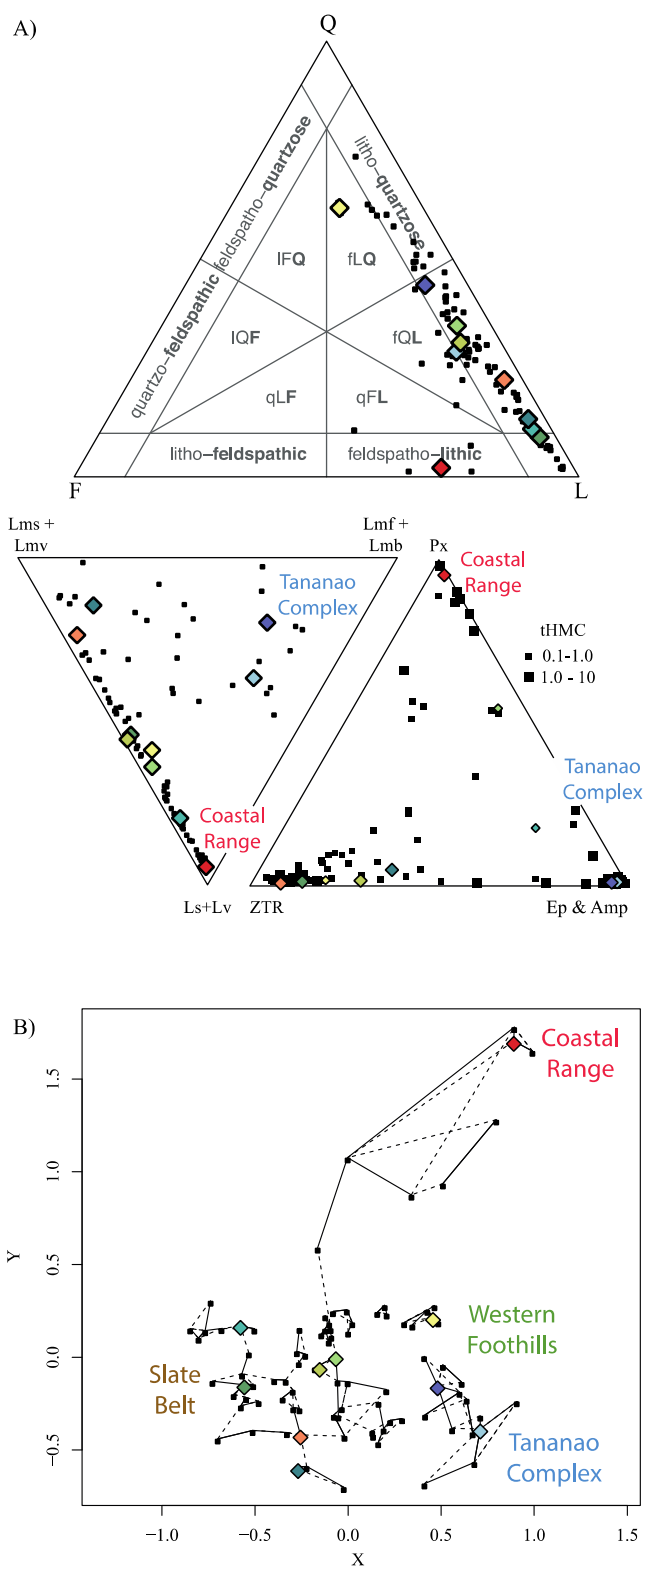 A)
Q
feldspatho–quartzose
litho–quartzose
quartzo–feldspathic
lFQ
fLQ
lQF
fQL
qLF
qFL
litho–feldspathic
feldspatho–lithic
F
L
Lms +
Lmv
Lmf +
Lmb
Tananao
Complex
Coastal
Range
Ls+Lv
Px
Coastal
Range
tHMC
0.1-1.0
1.0 - 10
Tananao
Complex
ZTR
Ep & Amp
B)
Coastal
Range
Western
Foothills
Slate
Belt
Tananao
Complex
Y
1.5
1.0
0.5
0.0
−0.5
−1.0
−0.5
0.0
0.5
1.0
1.5
X